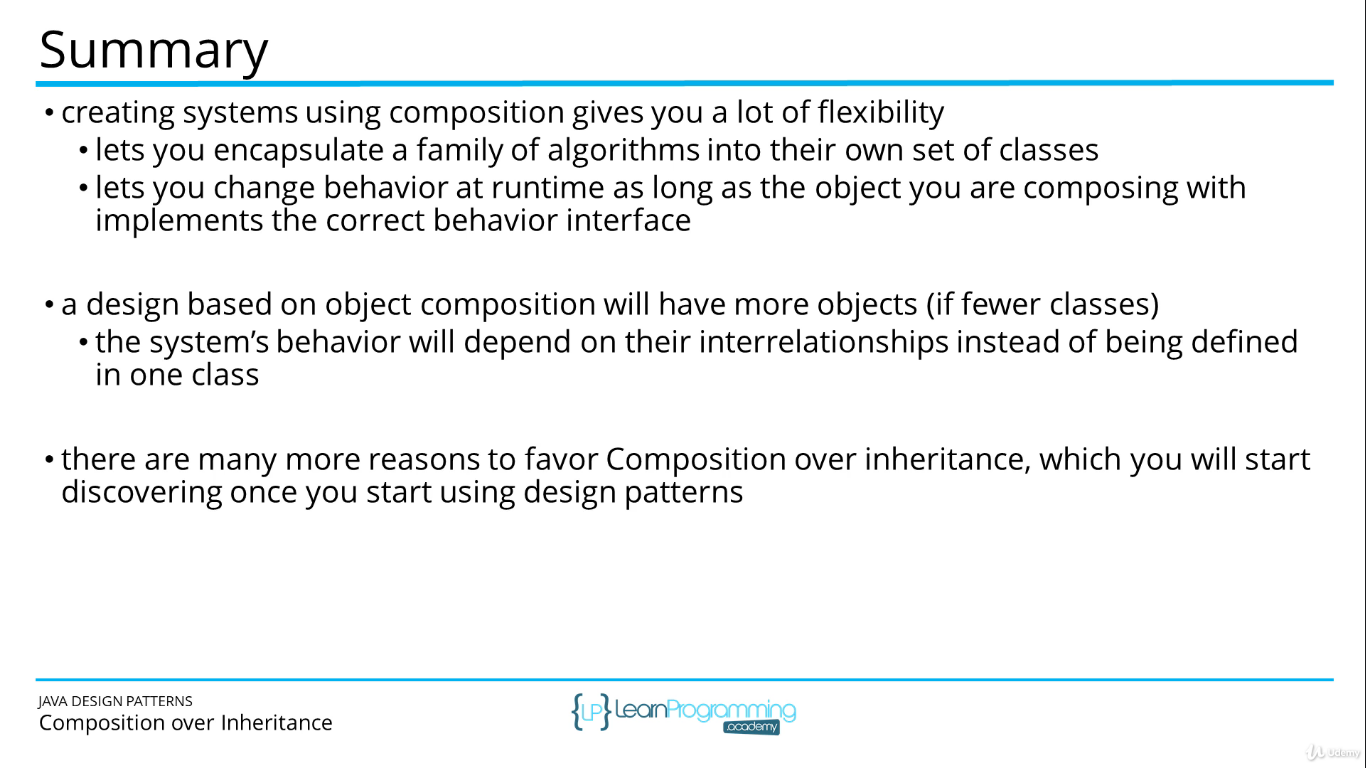 Summary
• creating systems using composition gives you a lot of flexibility
• lets you encapsulate a family of algorithms into their own set of classes
• lets you change behavior at runtime as long as the object you are composing with
implements the correct behavior interface
• a design based on object composition will have more objects (if fewer classes)
• the system’s behavior will depend on their interrelationships instead of being defined
in one class
• there are many more reasons to favor Composition over inheritance, which you will start
discovering once you start using design patterns
JAVA DESIGN PATTERNS
Composition over Inheritance
{LP} LearnProgramming
.academy
Udemy